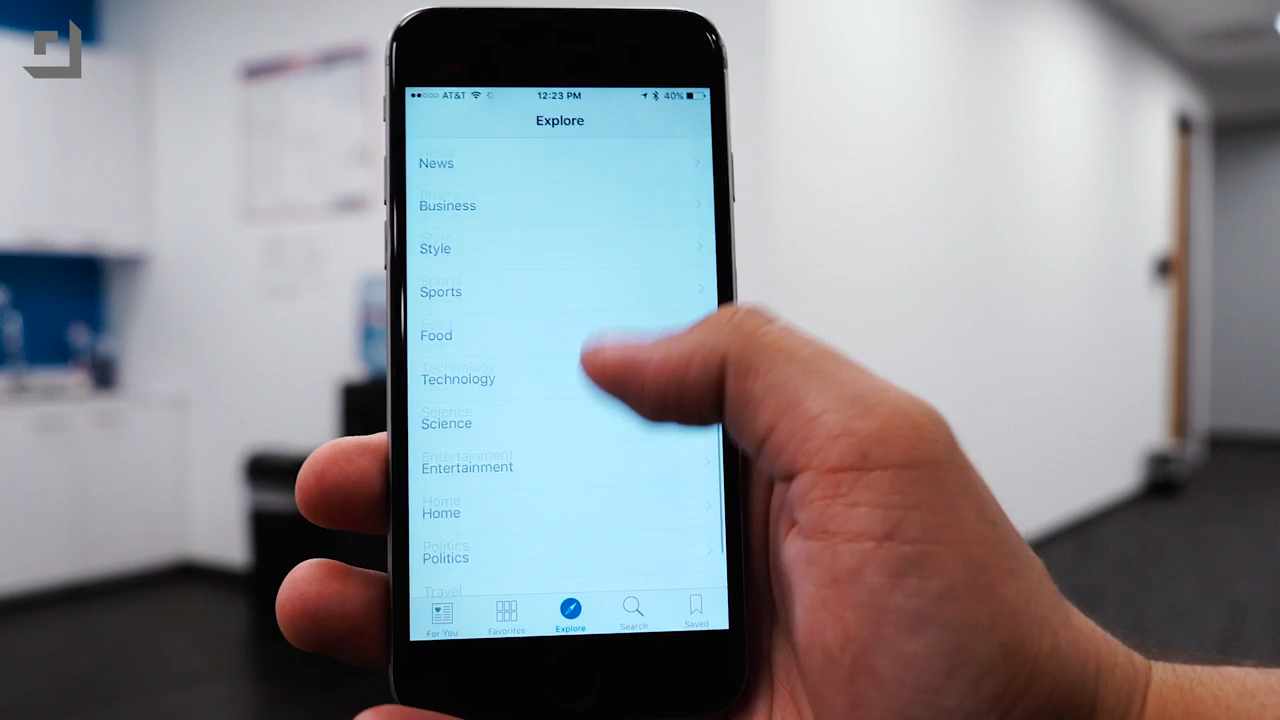 AT&T 12:23 PM 40%
Explore
News
Business
Style
Sports
Food
Technology
Science
Entertainment
Home
Politics
Travel
For You Favorites Explore Search Saved